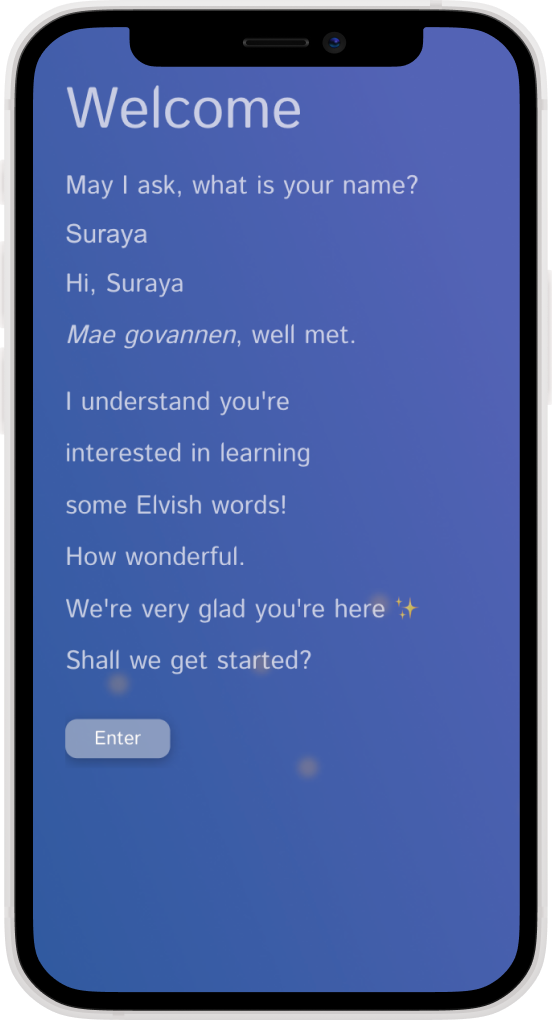 Welcome
May I ask, what is your name?
Suraya
Hi, Suraya
Mae govannen, well met.
I understand you're
interested in learning
some Elvish words!
How wonderful.
We're very glad you're here ✨
Shall we get started?
Enter